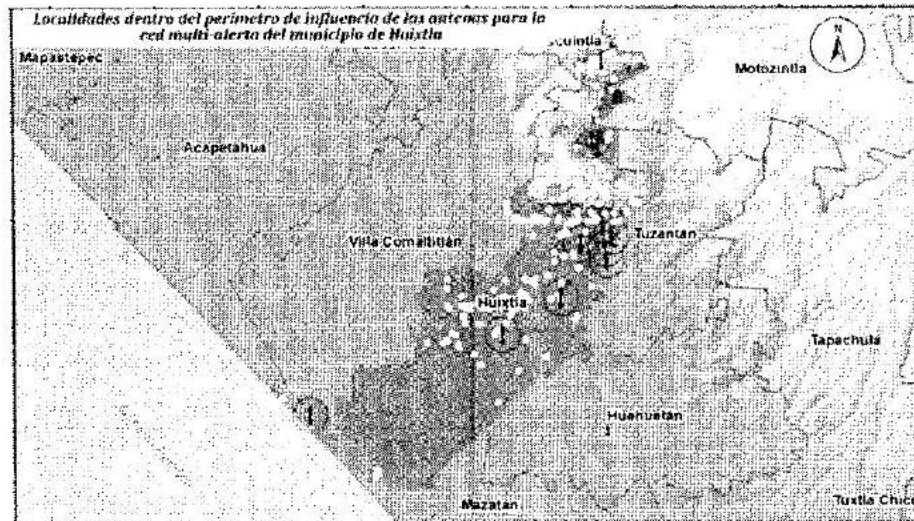 Localidades dentro del perímetro de influencia de las antenas para la
red multi-alerta del municipio de Huixtla
N
Mapastepec
scuintla
Motozintla
Acapetahua
Villa Comaltitlán
Tuzantán
Huixtla
Tapachula
Huehuetán
Mazatán
Tuxtla Chico